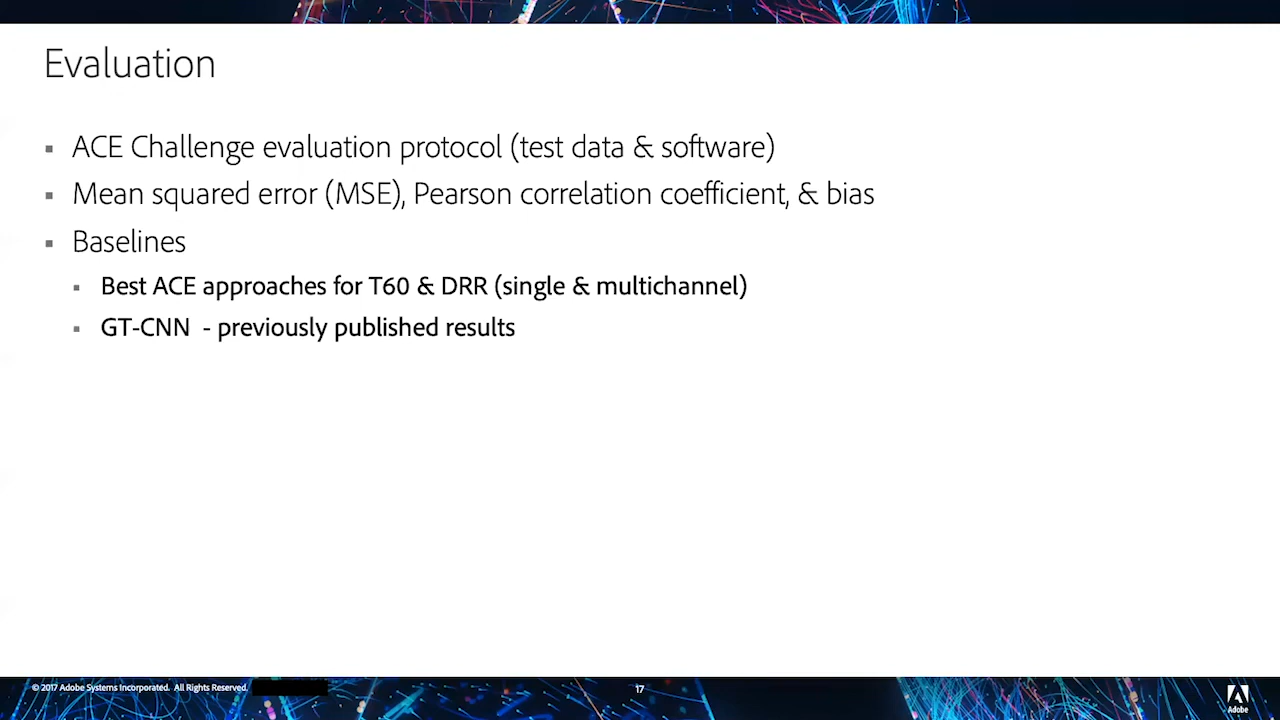 Evaluation
▪ ACE Challenge evaluation protocol (test data & software)
▪ Mean squared error (MSE), Pearson correlation coefficient, & bias
▪ Baselines
▪ Best ACE approaches for T60 & DRR (single & multichannel)
▪ GT-CNN - previously published results
© 2017 Adobe Systems Incorporated. All Rights Reserved.
17
Adobe